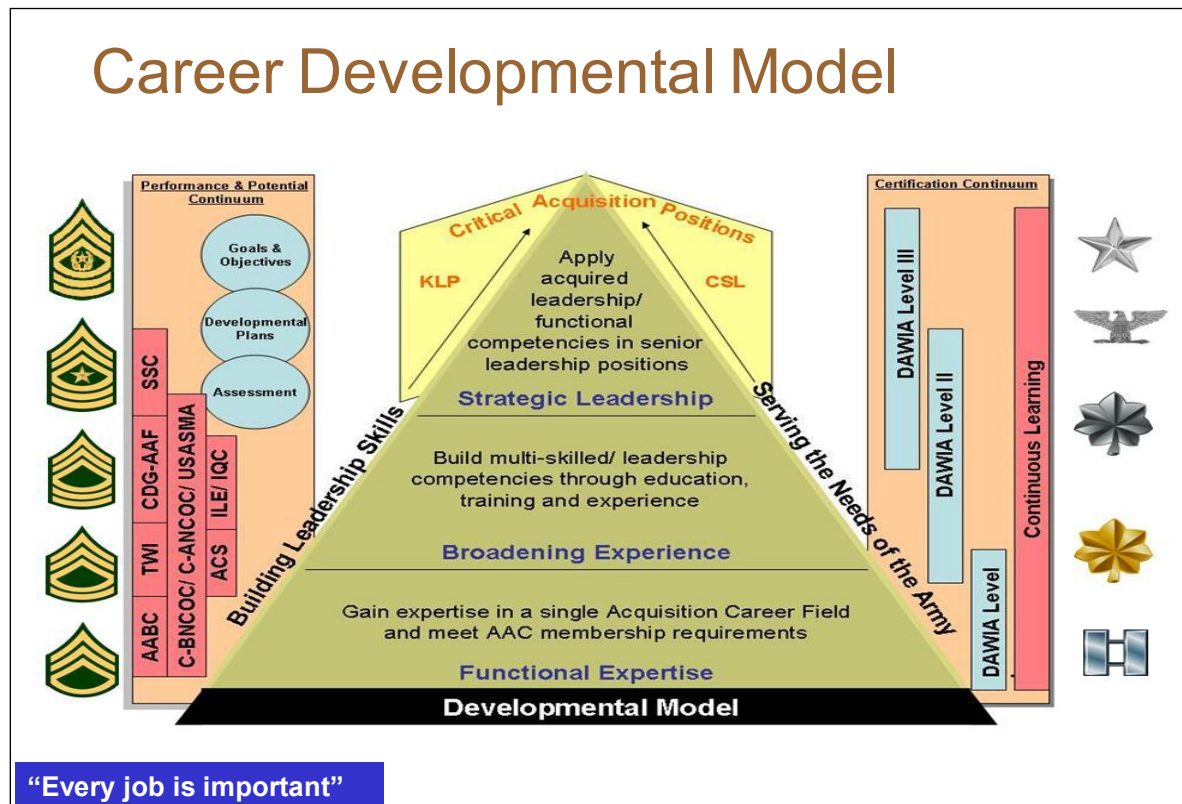 Career Developmental Model
Performance & Potential
Continuum
Goals &
Objectives
Developmental
Plans
Assessment
SSC
CDG-AAF
TWI
AABC
C-BNCOC/ C-ANCOC/ USASMA
ILE/ IQC
ACS
Building Leadership Skills
Critical Acquisition Positions
KLP
CSL
Apply
acquired
leadership/
functional
competencies in senior
leadership positions
Strategic Leadership
Build multi-skilled/ leadership
competencies through education,
training and experience
Broadening Experience
Gain expertise in a single Acquisition Career Field
and meet AAC membership requirements
Functional Expertise
Developmental Model
Serving the Needs of the Army
Certification Continuum
DAWIA Level III
DAWIA Level II
DAWIA Level
Continuous Learning
“Every job is important”